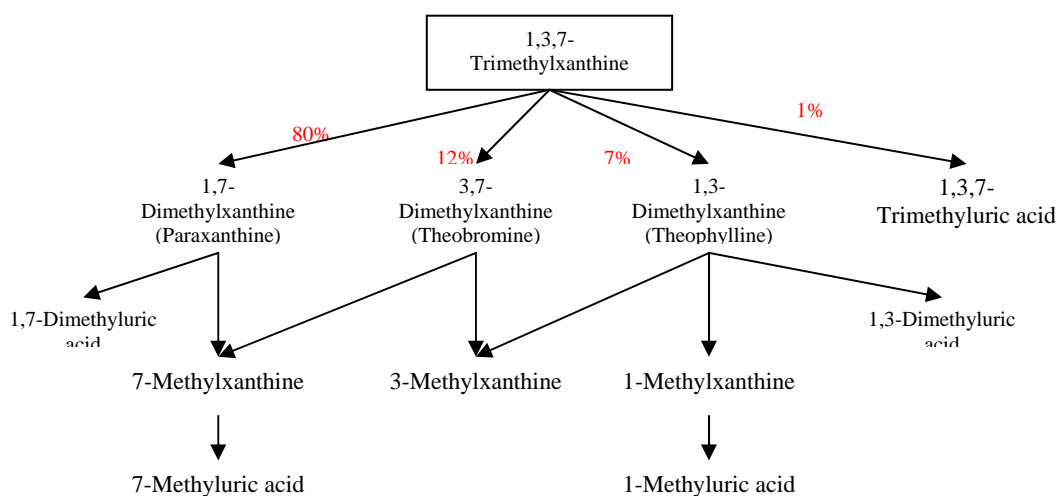 1,3,7-
Trimethylxanthine
80%
12%
7%
1%
1,7-
Dimethylxanthine
(Paraxanthine)
3,7-
Dimethylxanthine
(Theobromine)
1,3-
Dimethylxanthine
(Theophylline)
1,3,7-
Trimethyluric acid
1,7-Dimethyluric
acid
1,3-Dimethyluric
acid
7-Methylxanthine
3-Methylxanthine
1-Methylxanthine
7-Methyluric acid
1-Methyluric acid